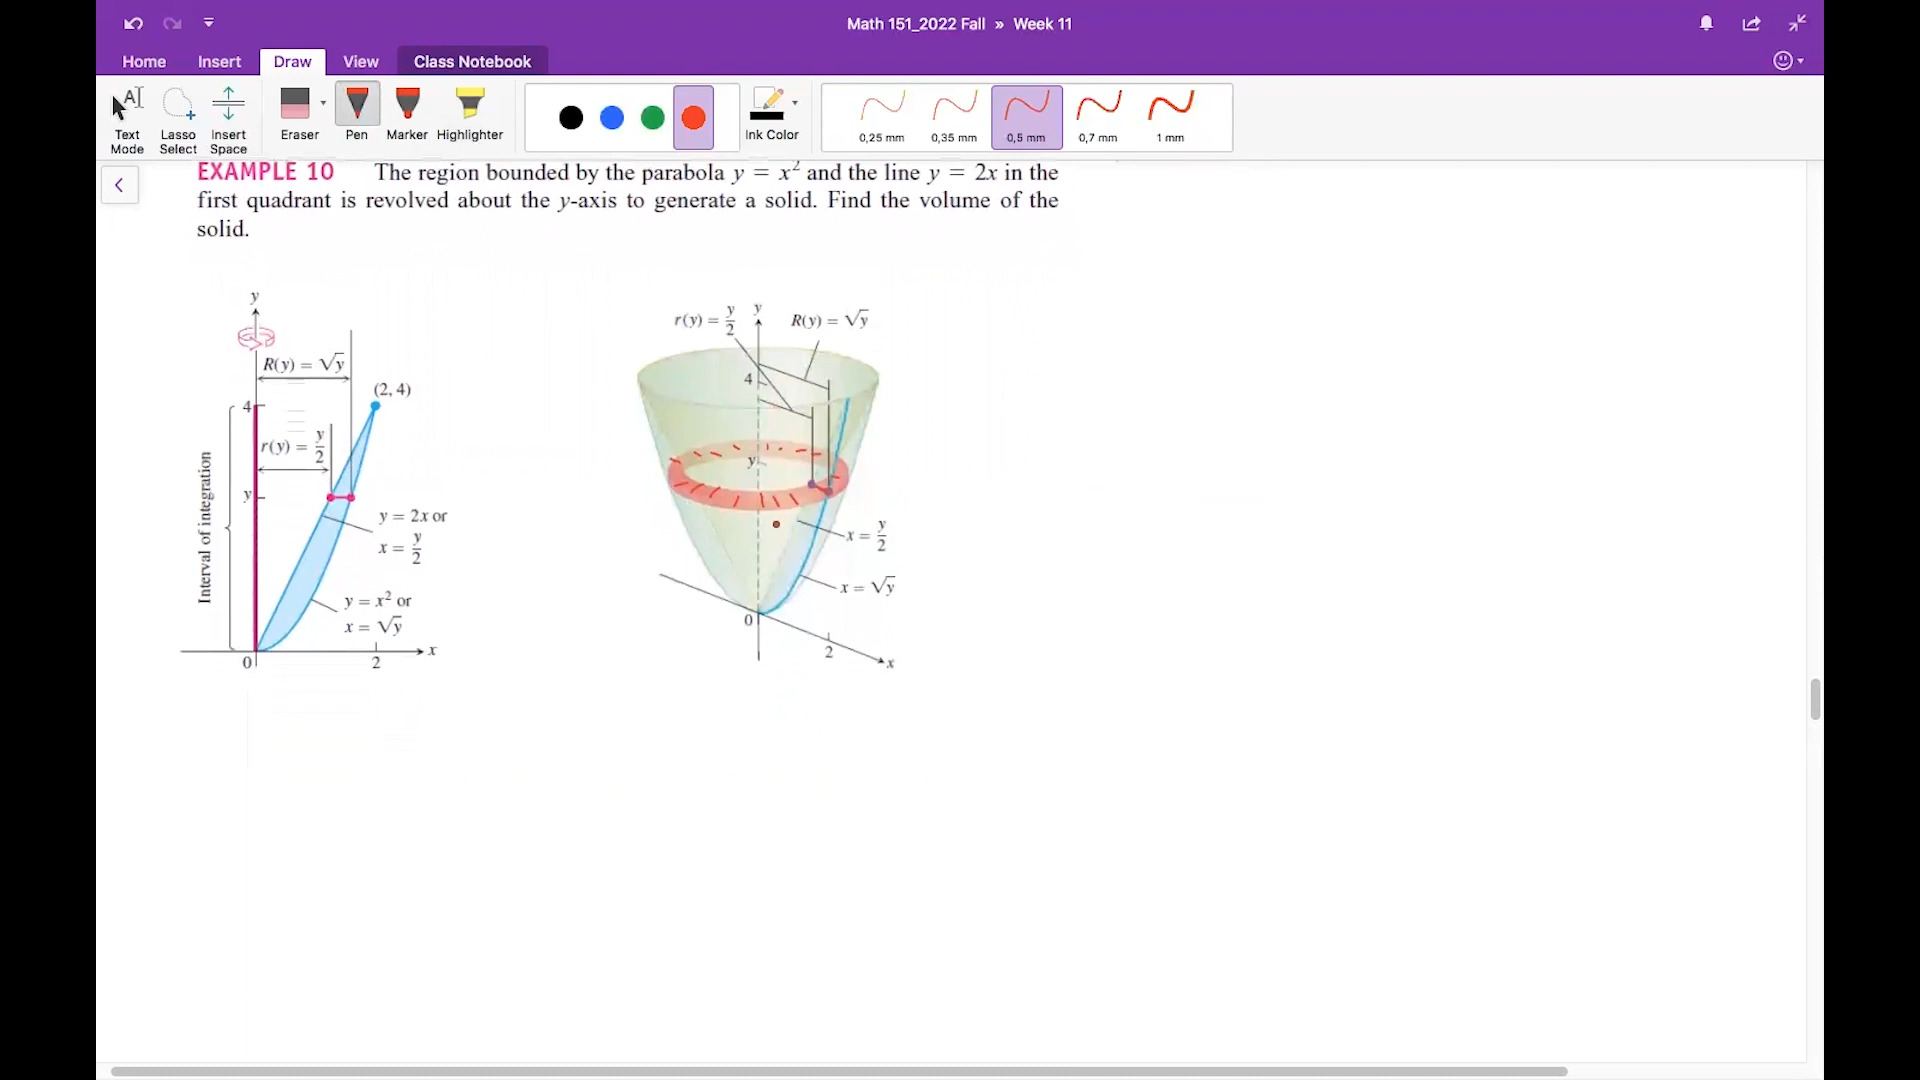 Math 151_2022 Fall » Week 11
Home Insert Draw View Class Notebook
Text Mode
Lasso Select
Insert Space
Eraser
Pen
Marker
Highlighter
Ink Color
0,25 mm
0,35 mm
0,5 mm
0,7 mm
1 mm
EXAMPLE 10 The region bounded by the parabola y = x² and the line y = 2x in the
first quadrant is revolved about the y-axis to generate a solid. Find the volume of the
solid.
y
R(y) = √y
(2, 4)
4
r(y) = y/2
Interval of integration
y
y = 2x or
x = y/2
y = x² or
x = √y
0
2
x
r(y) = y/2
y
R(y) = √y
4
y
x = y/2
x = √y
0
2
x